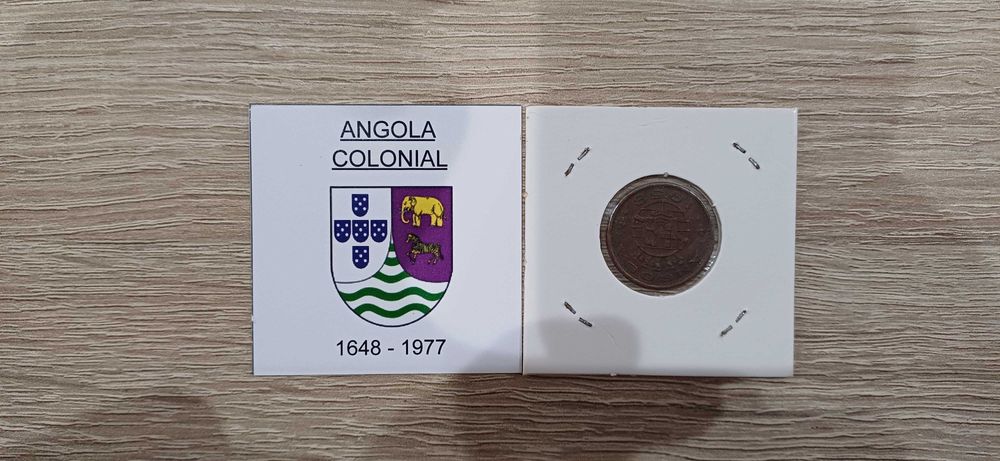 ANGOLA
COLONIAL
1648 - 1977